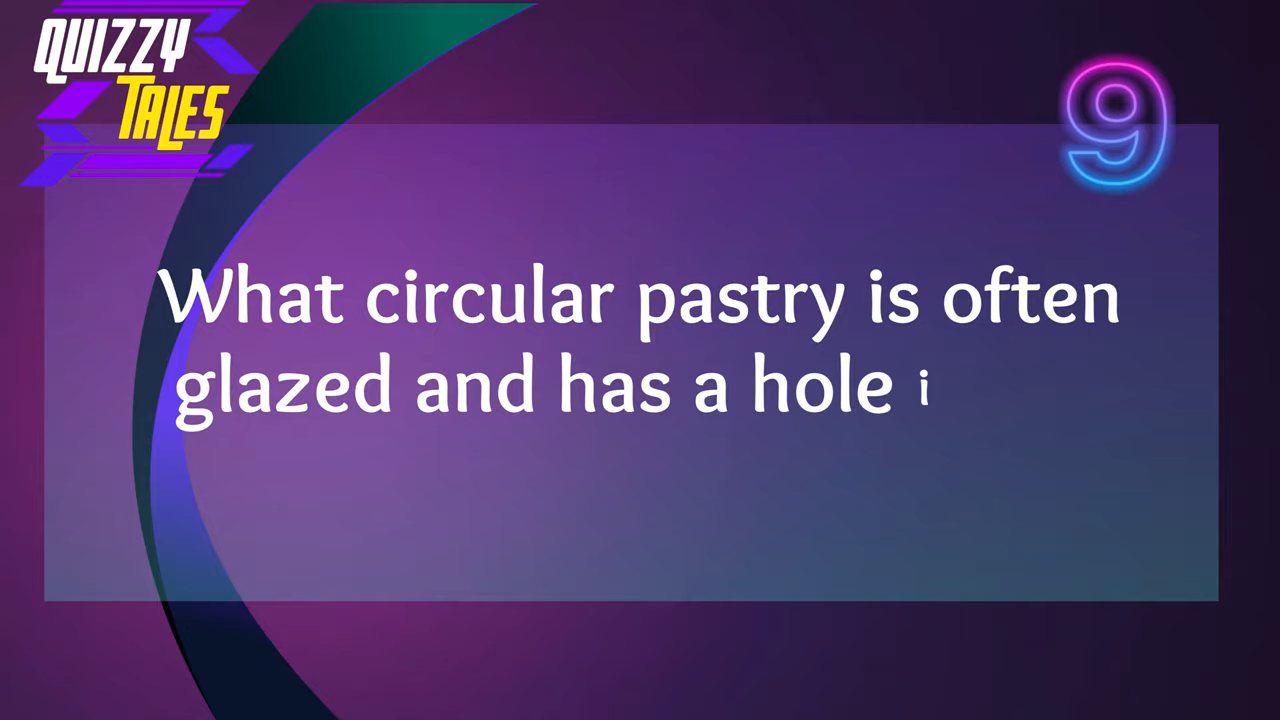 QUIZZY
TALES
9
What circular pastry is often
glazed and has a hole i